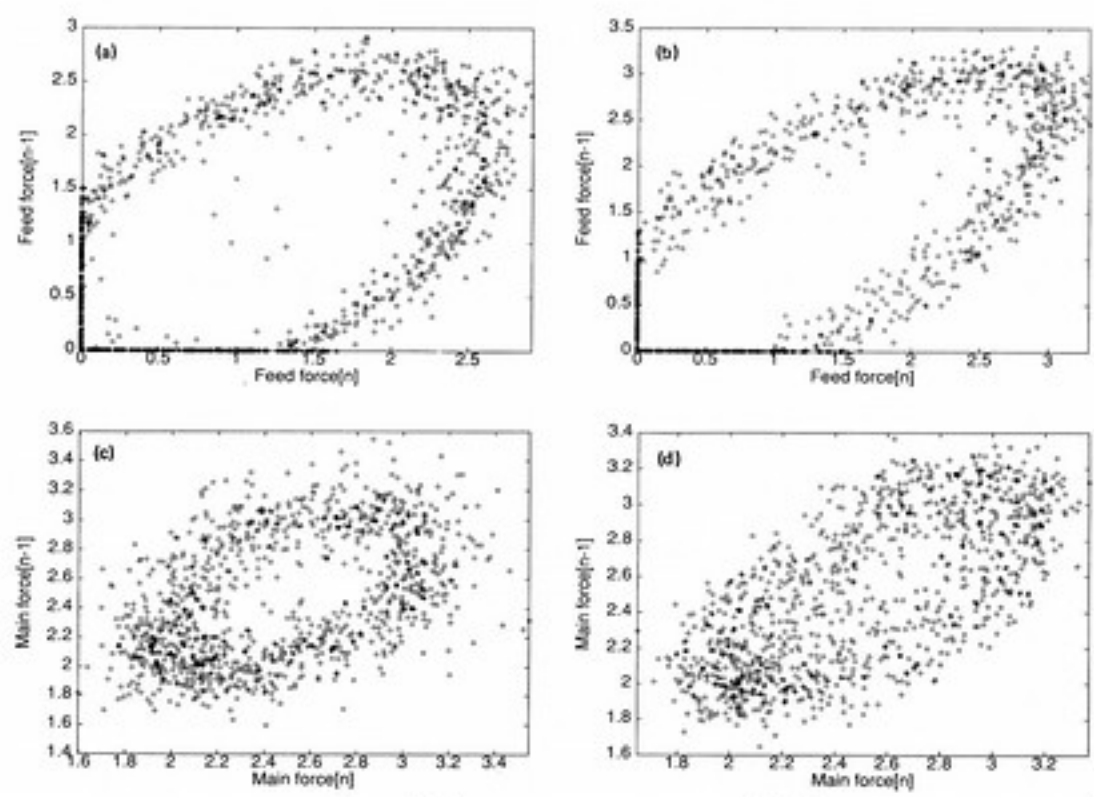 (a)
3
2.5
2
1.5
1
0.5
0
Feed force[n-1]
0 0.5 1 1.5 2 2.5
Feed force[n]
(b)
3.5
3
2.5
2
1.5
1
0.5
0
Feed force[n-1]
0 0.5 1 1.5 2 2.5 3
Feed force[n]
(c)
3.6
3.4
3.2
3
2.8
2.6
2.4
2.2
2
1.8
1.6
1.4
Main force[n-1]
1.6 1.8 2 2.2 2.4 2.6 2.8 3 3.2 3.4
Main force[n]
(d)
3.4
3.2
3
2.8
2.6
2.4
2.2
2
1.8
1.6
Main force[n-1]
1.8 2 2.2 2.4 2.6 2.8 3 3.2
Main force[n]